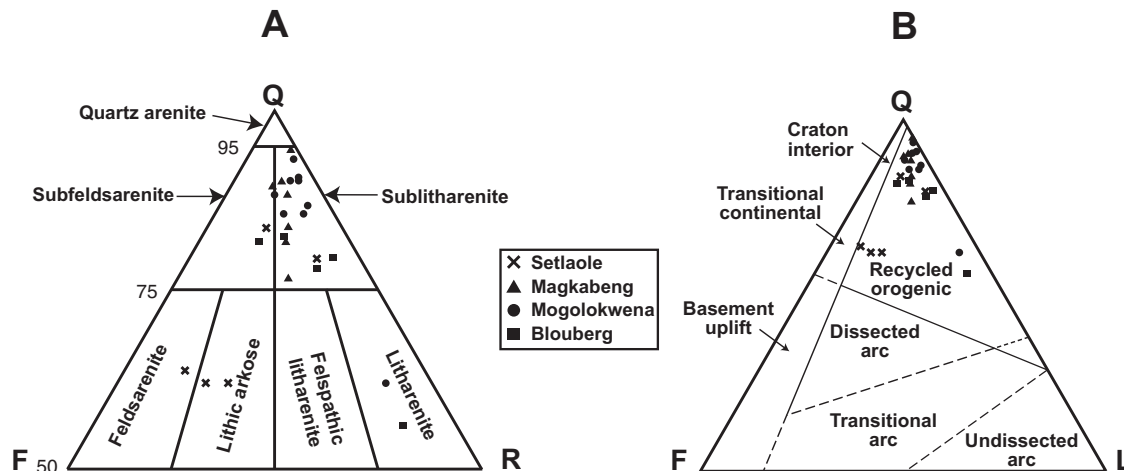 A
Q
Quartz arenite
95
Subfeldsarenite
Sublitharenite
75
Feldsarenite
Lithic arkose
Felspathic
litharenite
Litharenite
F
50
R
Setlaole
Magkabeng
Mogolokwena
Blouberg
B
Q
Craton
interior
Transitional
continental
Recycled
orogenic
Basement
uplift
Dissected
arc
Transitional
arc
Undissected
arc
F
L